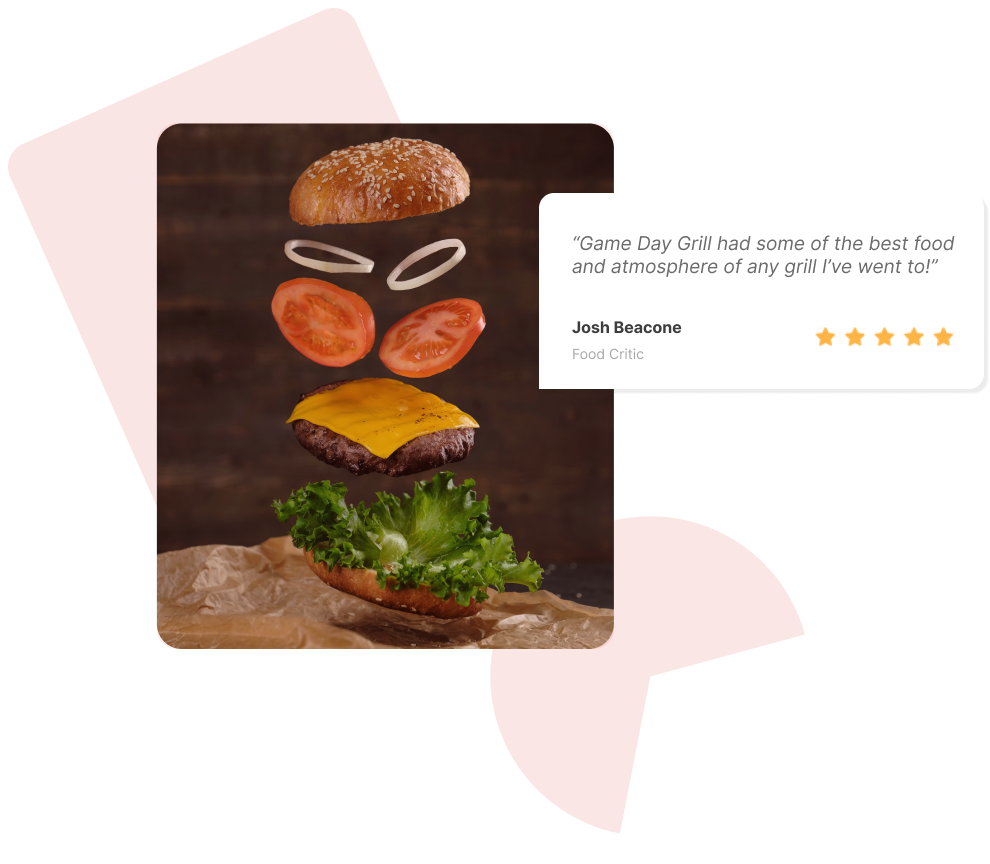 “Game Day Grill had some of the best food
and atmosphere of any grill I’ve went to!”
Josh Beacone
Food Critic